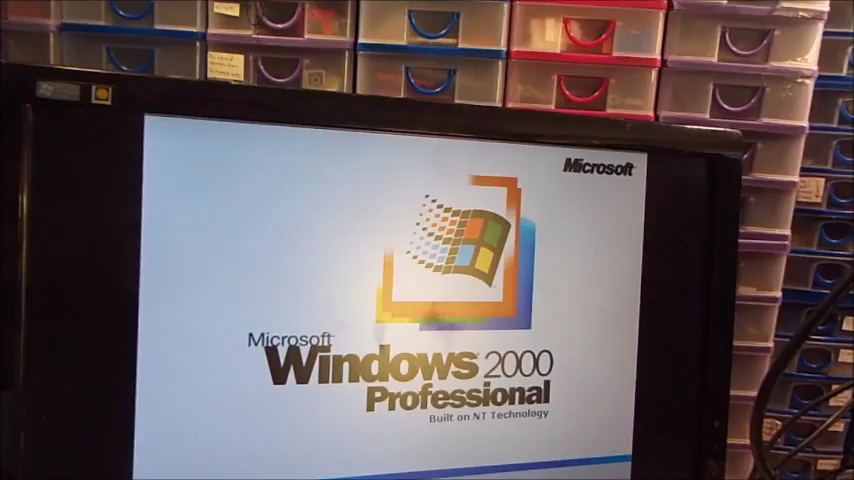 Microsoft
Microsoft
Windows 2000
Professional
Built on NT Technology